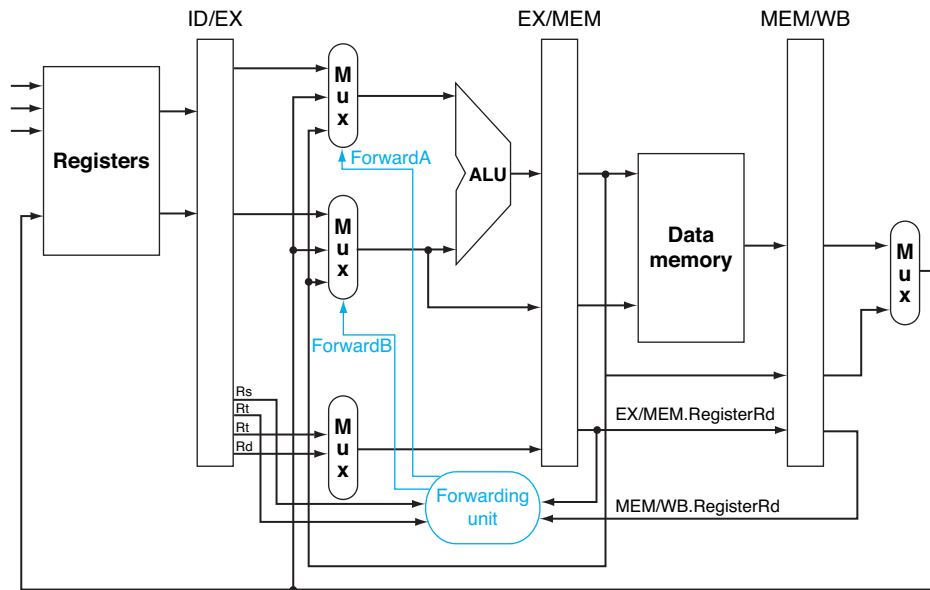 ID/EX
EX/MEM
MEM/WB
Registers
M
u
x
ForwardA
ALU
M
u
x
Data
memory
M
u
x
ForwardB
Rs
Rt
Rt
Rd
M
u
x
EX/MEM.RegisterRd
Forwarding
unit
MEM/WB.RegisterRd